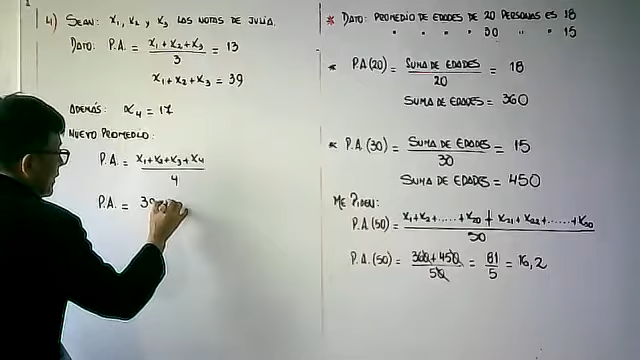 4) SEAN: X₁, X₂ y X₃ LAS NOTAS DE JULIA.
DATO: P.A. = (X₁+X₂+X₃)/3 = 13
X₁+X₂+X₃ = 39
ADEMÁS: X₄ = 17
NUEVO PROMEDIO:
P.A. = (X₁+X₂+X₃+X₄)/4
P.A. = 39
* DATO: PROMEDIO DE EDADES DE 20 PERSONAS ES 18
" " " " 30 " " 15
* P.A(20) = SUMA DE EDADES/20 = 18
SUMA DE EDADES = 360
* P.A.(30) = SUMA DE EDADES/30 = 15
SUMA DE EDADES = 450
ME PIDEN:
P.A.(50) = (X₁+X₂+......+X₂₀ + X₂₁+X₂₂+......+X₅₀)/50
P.A.(50) = (360+450)/50 = 81/5 = 16,2